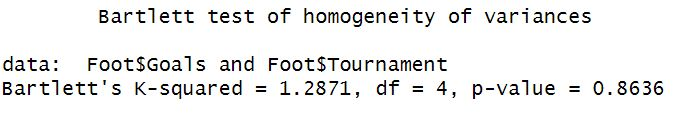 Bartlett test of homogeneity of variances
data: Foot$Goals and Foot$Tournament
Bartlett's K-squared = 1.2871, df = 4, p-value = 0.8636